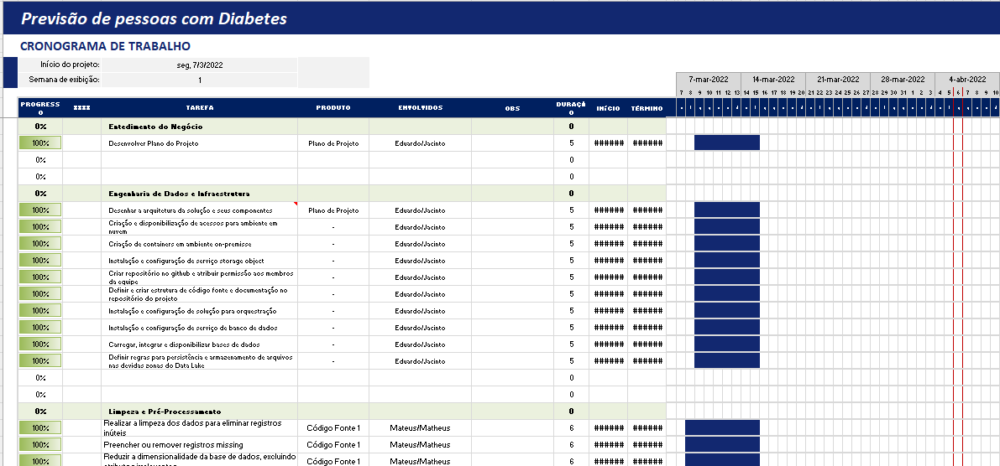 Previsão de pessoas com Diabetes
CRONOGRAMA DE TRABALHO
Início do projeto: seg, 7/3/2022
Semana de exibição: 1
7-mar-2022 14-mar-2022 21-mar-2022 28-mar-2022 4-abr-2022
7 8 9 10 11 12 13 14 15 16 17 18 19 20 21 22 23 24 25 26 27 28 29 30 31 1 2 3 4 5 6 7 8 9 10
PROGRESSO TAREFA PRODUTO ENVOLVIDOS OBS DURAÇÃO INÍCIO TÉRMINO
0% Entedimento do Negócio 0
100% Desenvolver Plano do Projeto Plano de Projeto Eduardo/Jacinto 5 ###### ######
0% 0
0% 0
0% Engenharia de Dados e Infraestrutura 0
100% Desenhar a arquitetura da solução e seus componentes Plano de Projeto Eduardo/Jacinto 5 ###### ######
100% Criação e disponibilização de acessos para ambiente em nuvem - Eduardo/Jacinto 5 ###### ######
100% Criação de containers em ambiente on-premisse - Eduardo/Jacinto 5 ###### ######
100% Instalação e configuração de serviço storage object - Eduardo/Jacinto 5 ###### ######
100% Criar repositório no github e atribuir permissão aos membros da equipe - Eduardo/Jacinto 5 ###### ######
100% Definir e criar estrutura de código fonte e documentação no repositório do projeto - Eduardo/Jacinto 5 ###### ######
100% Instalação e configuração de solução para orquestração - Eduardo/Jacinto 5 ###### ######
100% Instalação e configuração de serviço de banco de dados - Eduardo/Jacinto 5 ###### ######
100% Carregar, integrar e disponibilizar bases de dados - Eduardo/Jacinto 5 ###### ######
100% Definir regras para persistência e armazenamento de arquivos nas devidas zonas do Data Lake - Eduardo/Jacinto 5 ###### ######
0% 0
0% 0
0% Limpeza e Pré-Processamento 0
100% Realizar a limpeza dos dados para eliminar registros inúteis Código Fonte 1 Mateus/Matheus 6 ###### ######
100% Preencher ou remover registros missing Código Fonte 1 Mateus/Matheus 6 ###### ######
100% Reduzir a dimensionalidade da base de dados, excluindo Código Fonte 1 Mateus/Matheus 6 ###### ######